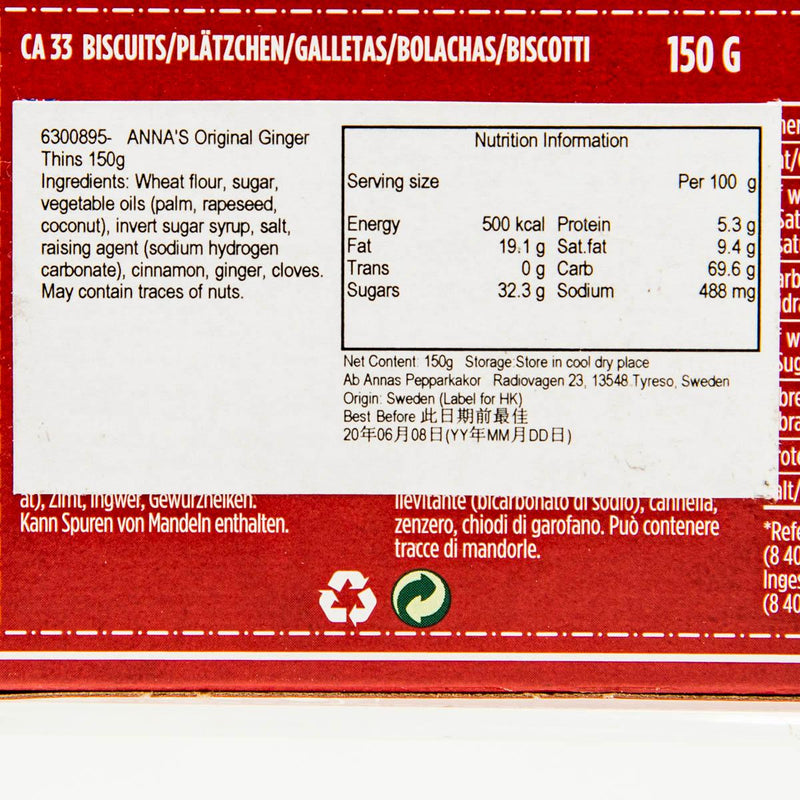 CA 33 BISCUITS/PLÄTZCHEN/GALLETAS/BOLACHAS/BISCOTTI 150 G
6300895- ANNA'S Original Ginger
Thins 150g
Ingredients: Wheat flour, sugar,
vegetable oils (palm, rapeseed,
coconut), invert sugar syrup, salt,
raising agent (sodium hydrogen
carbonate), cinnamon, ginger, cloves.
May contain traces of nuts.
Nutrition Information
Serving size Per 100 g
Energy 500 kcal Protein 5.3 g
Fat 19.1 g Sat.fat 9.4 g
Trans 0 g Carb 69.6 g
Sugars 32.3 g Sodium 488 mg
Net Content: 150g Storage:Store in cool dry place
Ab Annas Pepparkakor Radiovagen 23, 13548 Tyreso, Sweden
Origin: Sweden (Label for HK)
Best Before 此日期前最佳
20年06月08日(YY年MM月DD日)
at), Zimt, Ingwer, Gewürznelken.
Kann Spuren von Mandeln enthalten.
lievitante (bicarbonato di sodio), cannella,
zenzero, chiodi di garofano. Può contenere
tracce di mandorle.
*Refe
(8 40
Inges
(8 40